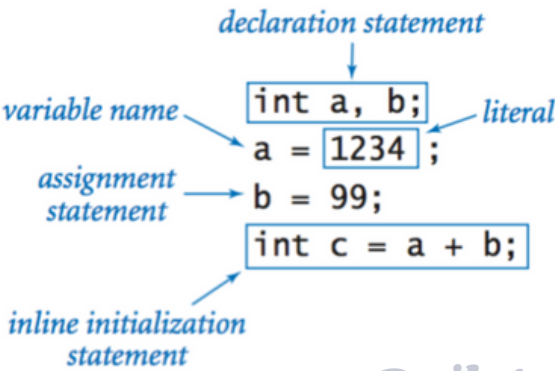 declaration statement
int a, b;
variable name
literal
a = 1234 ;
assignment
statement
b = 99;
int c = a + b;
inline initialization
statement